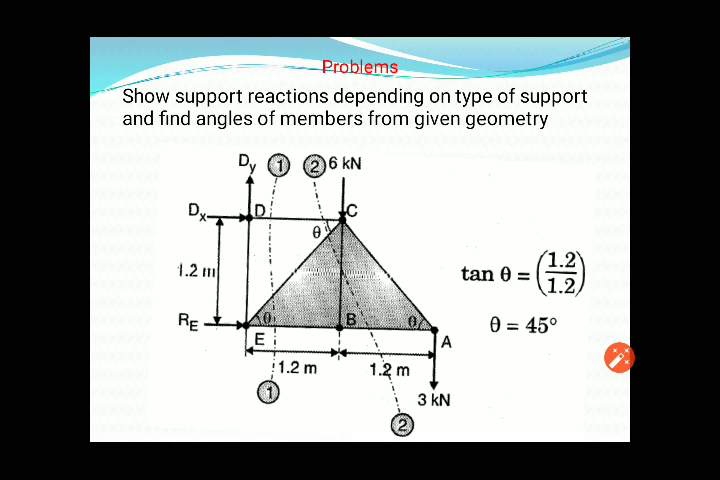 Problems
Show support reactions depending on type of support
and find angles of members from given geometry
Dy 1 2 6 kN
Dx D C
θ
1.2 m
tan θ = (1.2/1.2)
RE θ B θ θ = 45°
E A
1.2 m 1.2 m
1 3 kN
2